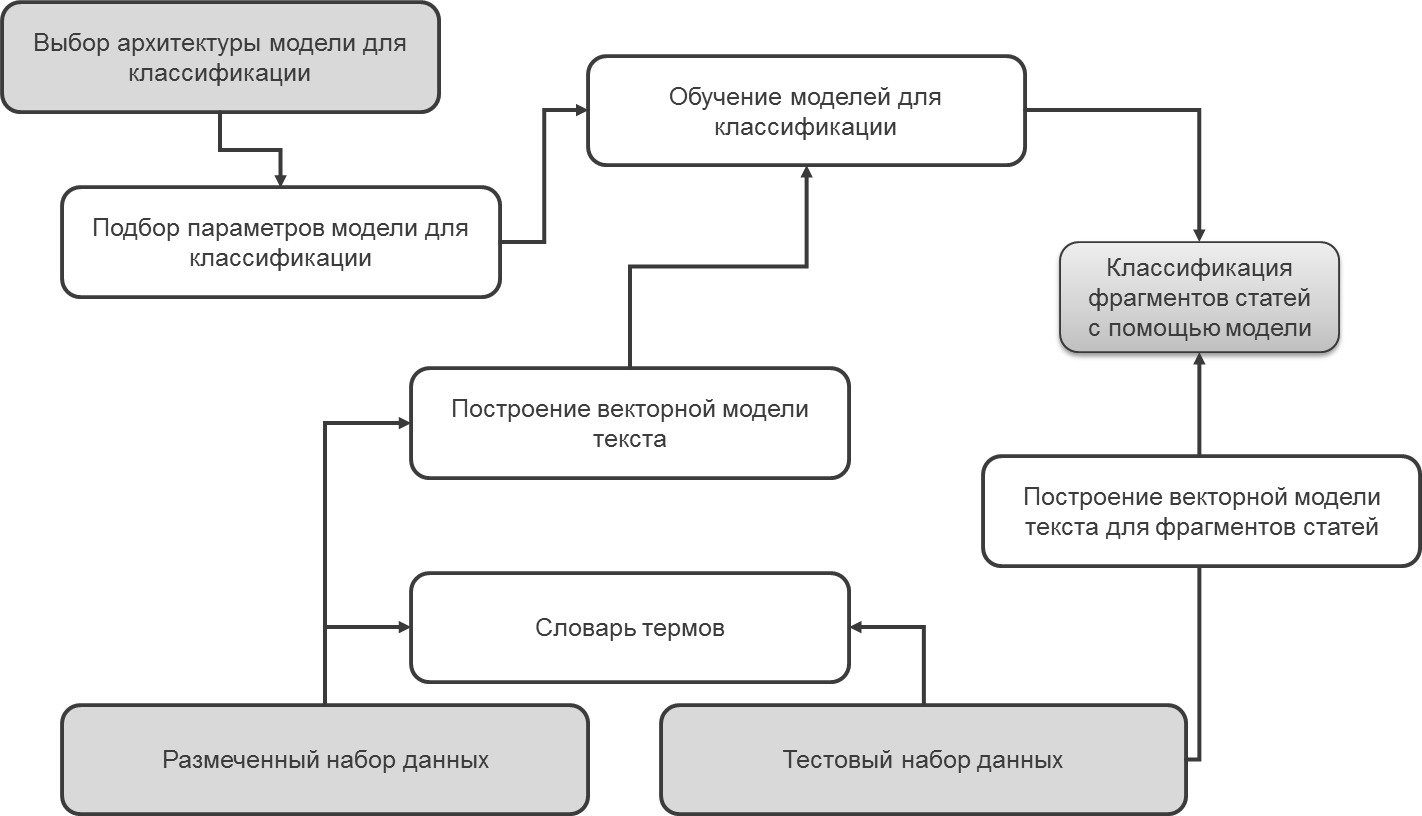 Выбор архитектуры модели для
классификации
Обучение моделей для
классификации
Подбор параметров модели для
классификации
Классификация
фрагментов статей
с помощью модели
Построение векторной модели
текста
Построение векторной модели
текста для фрагментов статей
Словарь термов
Размеченный набор данных
Тестовый набор данных